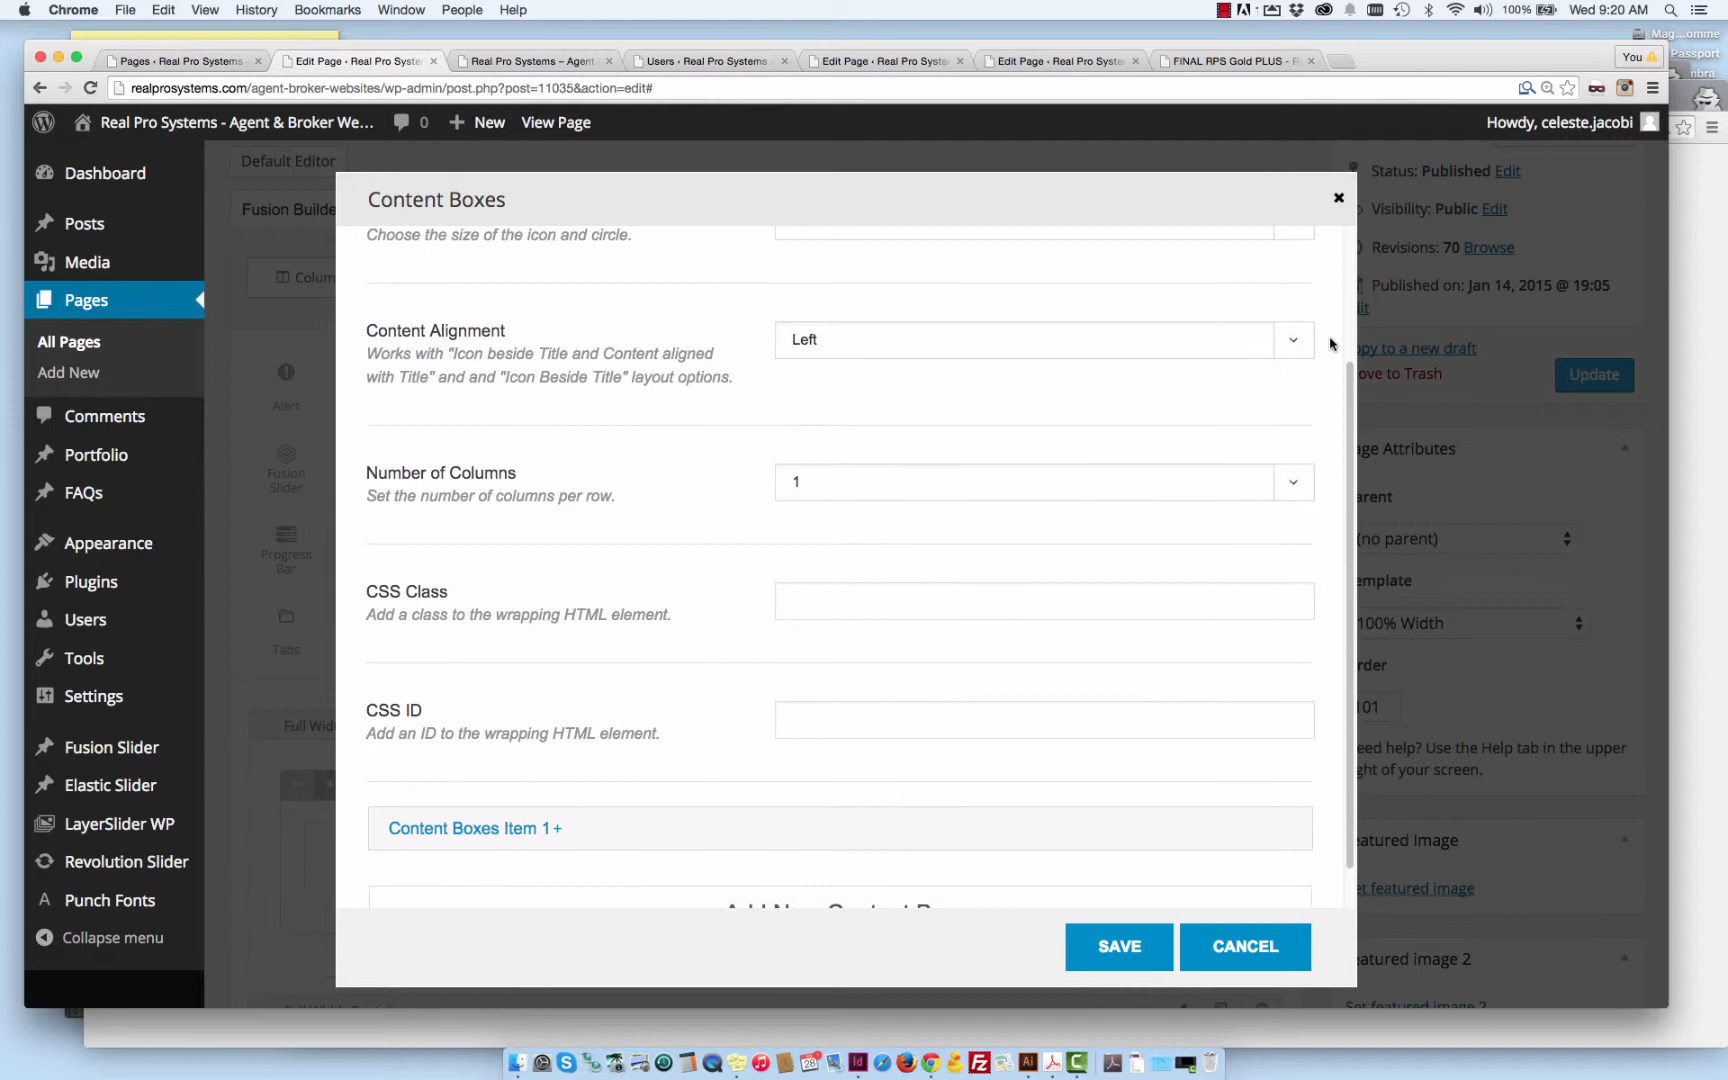 Chrome File Edit View History Bookmarks Window People Help
100% Wed 9:20 AM
Mag...omme
Passport
nbra
Pages ‹ Real Pro Systems
Edit Page ‹ Real Pro Syste
Real Pro Systems – Agent
Users ‹ Real Pro Systems
Edit Page ‹ Real Pro Syste
Edit Page ‹ Real Pro Syste
FINAL RPS Gold PLUS - R
You
realprosystems.com/agent-broker-websites/wp-admin/post.php?post=11035&action=edit#
Real Pro Systems - Agent & Broker We... 0 New View Page
Howdy, celeste.jacobi
Dashboard
Posts
Media
Pages
All Pages
Add New
Comments
Portfolio
FAQs
Appearance
Plugins
Users
Tools
Settings
Fusion Slider
Elastic Slider
LayerSlider WP
Revolution Slider
Punch Fonts
Collapse menu
Default Editor
Fusion Builde
Colum
Alert
Fusion
Slider
Progress
Bar
Tabs
Full Wid
Content Boxes
Choose the size of the icon and circle.
Content Alignment
Works with "Icon beside Title and Content aligned
with Title" and and "Icon Beside Title" layout options.
Left
Number of Columns
Set the number of columns per row.
1
CSS Class
Add a class to the wrapping HTML element.
CSS ID
Add an ID to the wrapping HTML element.
Content Boxes Item 1+
Add New Content B
SAVE
CANCEL
Status: Published Edit
Visibility: Public Edit
Revisions: 70 Browse
Published on: Jan 14, 2015 @ 19:05
dit
opy to a new draft
ove to Trash
Update
age Attributes
arent
(no parent)
emplate
100% Width
rder
101
eed help? Use the Help tab in the upper
ght of your screen.
eatured Image
et featured image
eatured image 2
Set featured image 2